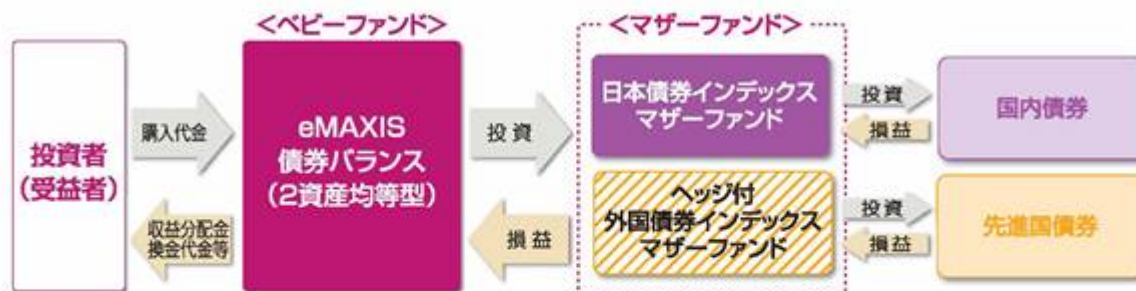 ＜ベビーファンド＞
＜マザーファンド＞
投資者
（受益者）
購入代金
収益分配金
換金代金等
eMAXIS
債券バランス
（2資産均等型）
投資
損益
日本債券インデックス
マザーファンド
ヘッジ付
外国債券インデックス
マザーファンド
投資
損益
国内債券
投資
損益
先進国債券